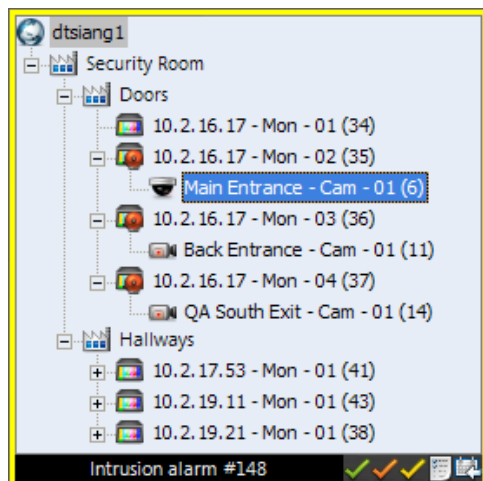 dtsiang1
Security Room
Doors
10.2.16.17 - Mon - 01 (34)
10.2.16.17 - Mon - 02 (35)
Main Entrance - Cam - 01 (6)
10.2.16.17 - Mon - 03 (36)
Back Entrance - Cam - 01 (11)
10.2.16.17 - Mon - 04 (37)
QA South Exit - Cam - 01 (14)
Hallways
10.2.17.53 - Mon - 01 (41)
10.2.19.11 - Mon - 01 (43)
10.2.19.21 - Mon - 01 (38)
Intrusion alarm #148